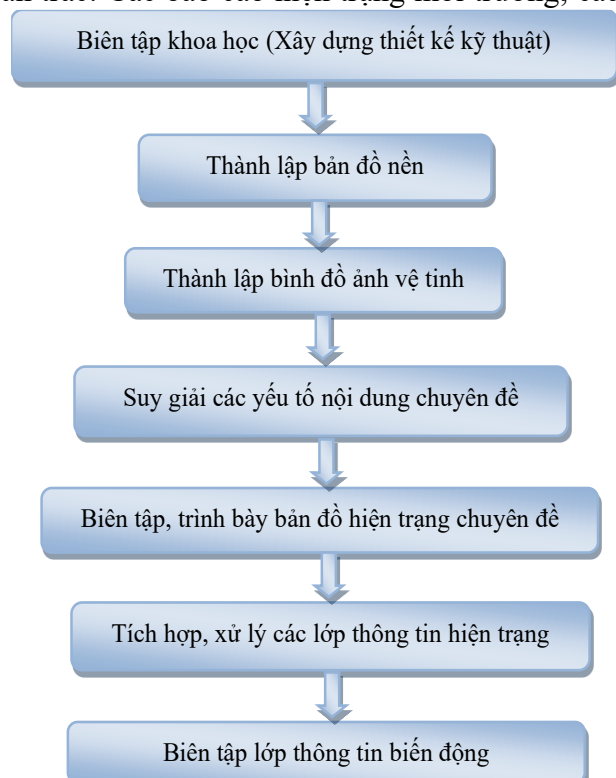 Biên tập khoa học (Xây dựng thiết kế kỹ thuật)
Thành lập bản đồ nền
Thành lập bình đồ ảnh vệ tinh
Suy giải các yếu tố nội dung chuyên đề
Biên tập, trình bày bản đồ hiện trạng chuyên đề
Tích hợp, xử lý các lớp thông tin hiện trạng
Biên tập lớp thông tin biến động